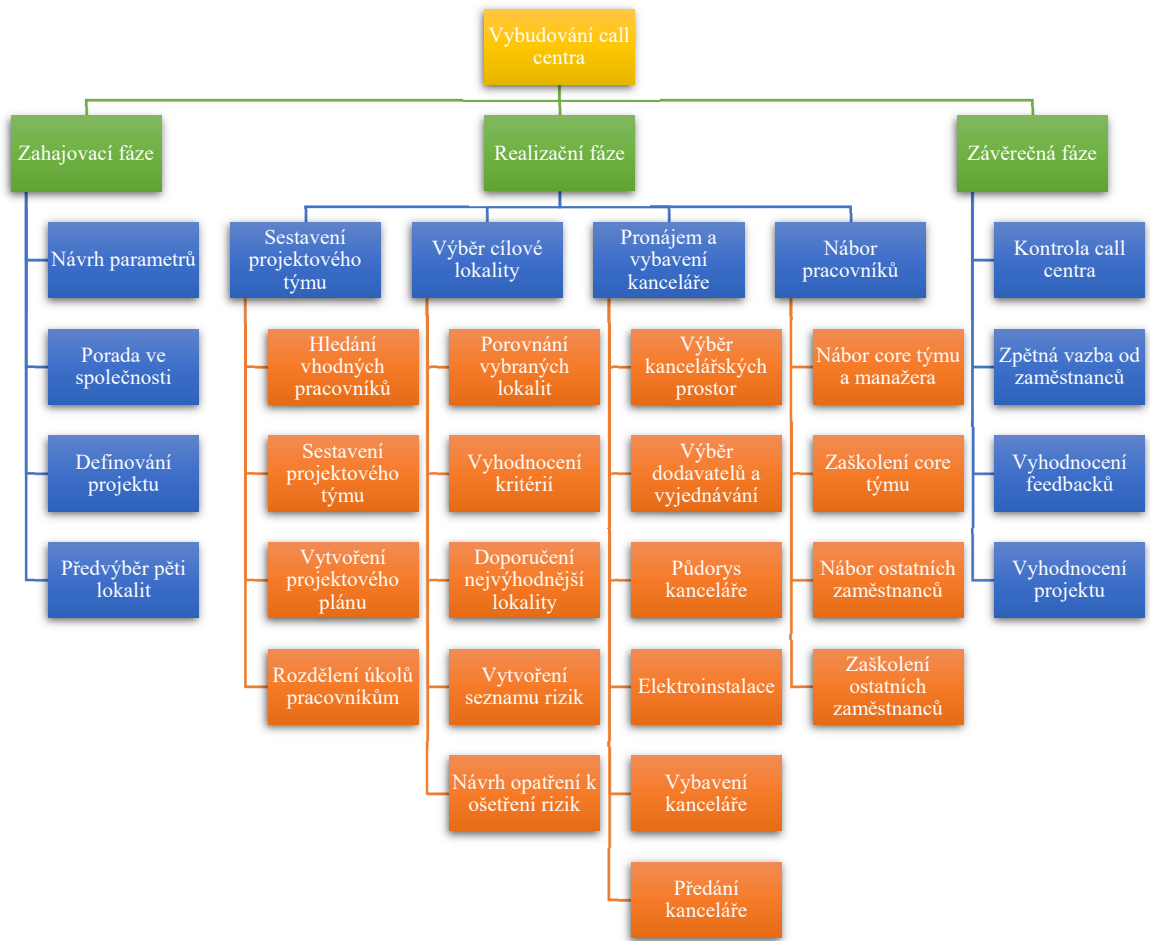 Vybudování call
centra
Zahajovací fáze
Realizační fáze
Závěrečná fáze
Návrh parametrů
Porada ve
společnosti
Definování
projektu
Předvýběr pěti
lokalit
Sestavení
projektového
týmu
Hledání
vhodných
pracovníků
Sestavení
projektového
týmu
Vytvoření
projektového
plánu
Rozdělení úkolů
pracovníkům
Výběr cílové
lokality
Porovnání
vybraných
lokalit
Vyhodnocení
kritérií
Doporučení
nejvýhodnější
lokality
Vytvoření
seznamu rizik
Návrh opatření k
ošetření rizik
Pronájem a
vybavení
kanceláře
Výběr
kancelářských
prostor
Výběr
dodavatelů a
vyjednávání
Půdorys
kanceláře
Elektroinstalace
Vybavení
kanceláře
Předání
kanceláře
Nábor
pracovníků
Nábor core týmu
a manažera
Zaškolení core
týmu
Nábor ostatních
zaměstnanců
Zaškolení
ostatních
zaměstnanců
Kontrola call
centra
Zpětná vazba od
zaměstnanců
Vyhodnocení
feedbacků
Vyhodnocení
projektu